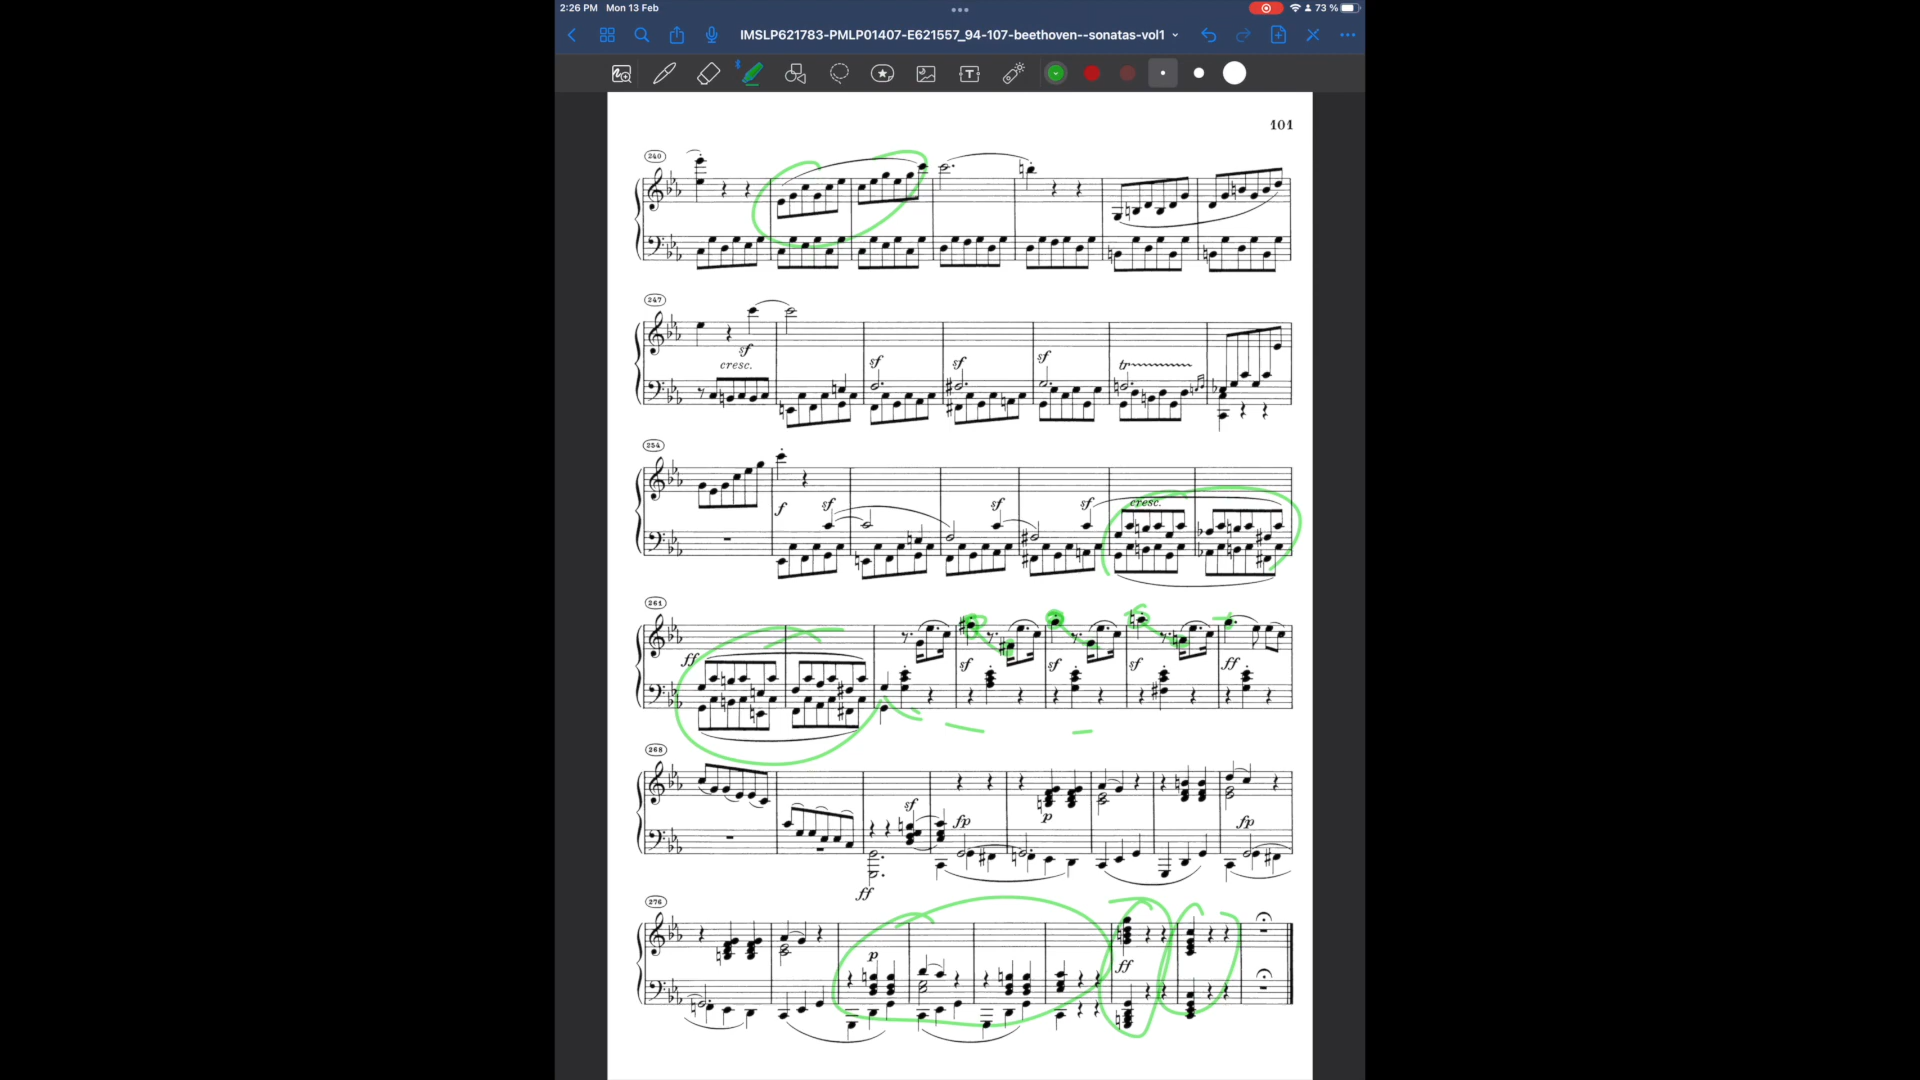 2:26 PM Mon 13 Feb
73 %
IMSLP621783-PMLP01407-E621557_94-107-beethoven--sonatas-vol1
101
240
247
sf
cresc.
sf
sf
sf
tr
254
f
sf
sf
sf
cresc.
261
ff
sf
sf
sf
ff
268
ff
sf
fp
p
fp
276
p
ff